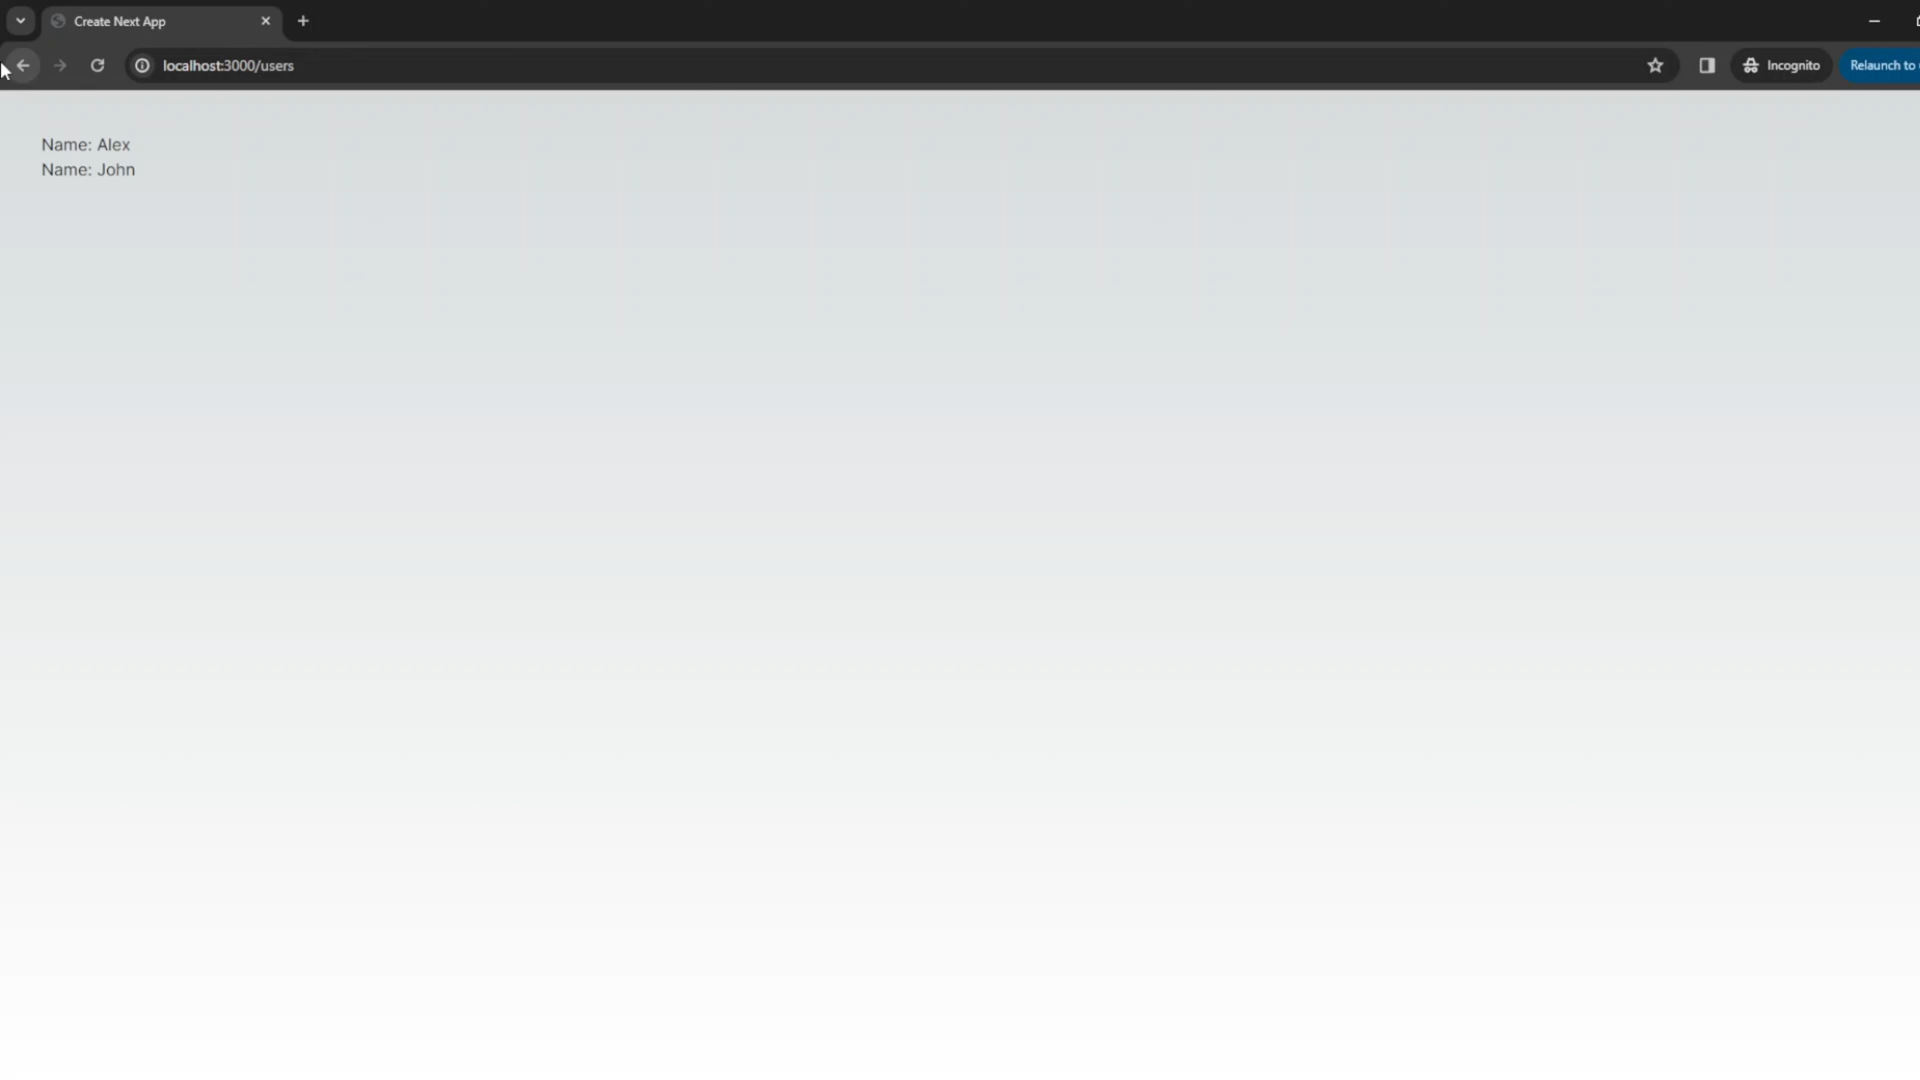 Create Next App
localhost:3000/users
Incognito
Relaunch to
Name: Alex
Name: John